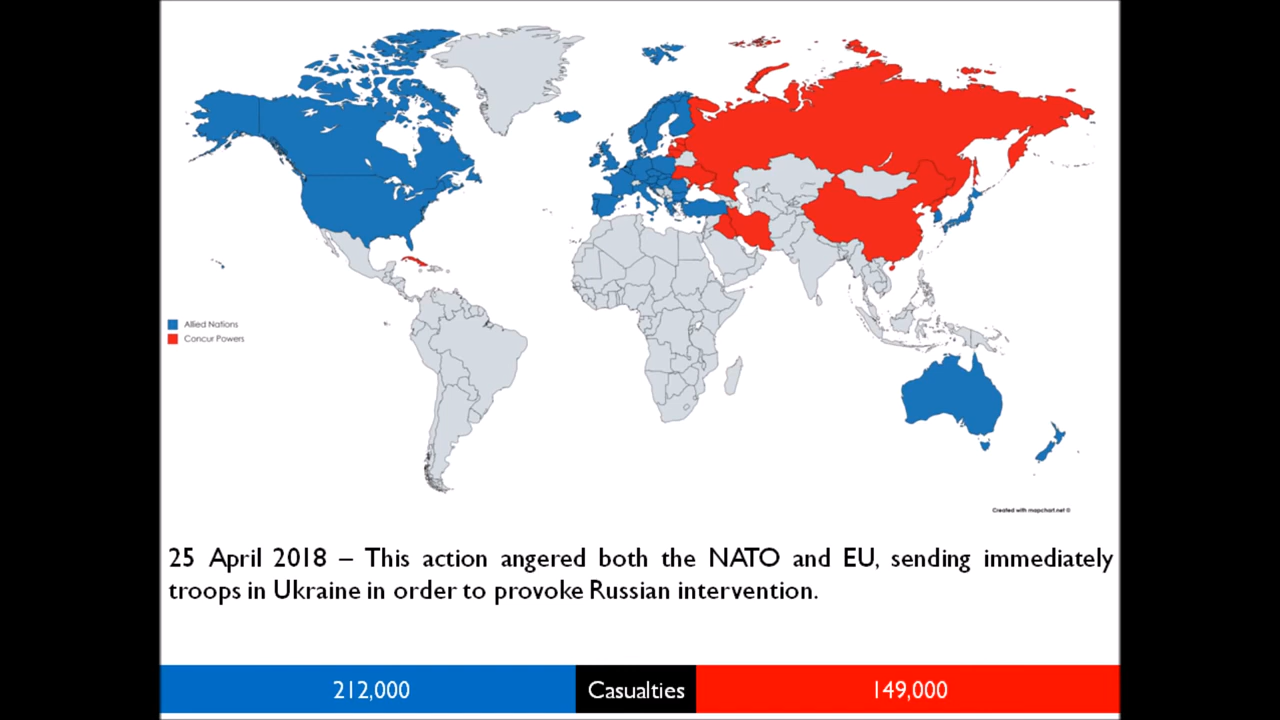 Allied Nations
Concur Powers
Created with mapchart.net ©
25 April 2018 – This action angered both the NATO and EU, sending immediately
troops in Ukraine in order to provoke Russian intervention.
212,000 Casualties 149,000